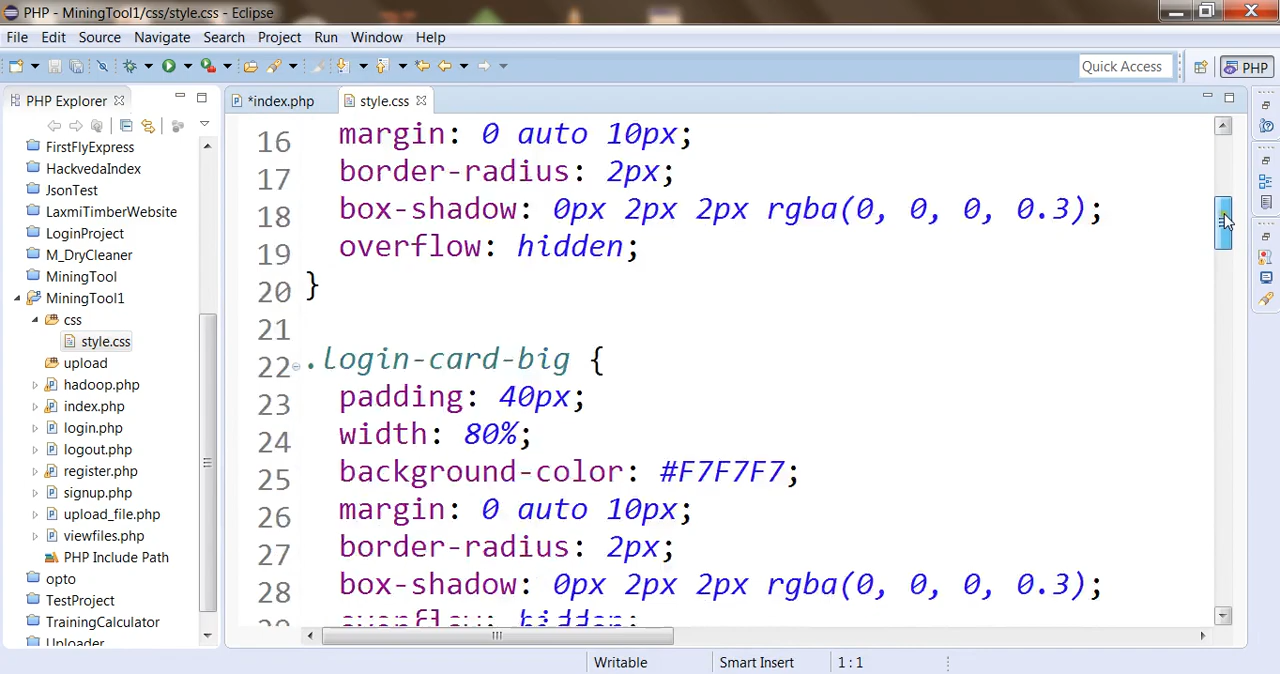 PHP - MiningTool1/css/style.css - Eclipse
File Edit Source Navigate Search Project Run Window Help
Quick Access
PHP
PHP Explorer
*index.php
style.css
FirstFlyExpress
HackvedaIndex
JsonTest
LaxmiTimberWebsite
LoginProject
M_DryCleaner
MiningTool
MiningTool1
css
style.css
upload
hadoop.php
index.php
login.php
logout.php
register.php
signup.php
upload_file.php
viewfiles.php
PHP Include Path
opto
TestProject
TrainingCalculator
Uploader
16 margin: 0 auto 10px;
17 border-radius: 2px;
18 box-shadow: 0px 2px 2px rgba(0, 0, 0, 0.3);
19 overflow: hidden;
20 }
21
22 .login-card-big {
23 padding: 40px;
24 width: 80%;
25 background-color: #F7F7F7;
26 margin: 0 auto 10px;
27 border-radius: 2px;
28 box-shadow: 0px 2px 2px rgba(0, 0, 0, 0.3);
overflow: hidden;
Writable
Smart Insert
1 : 1